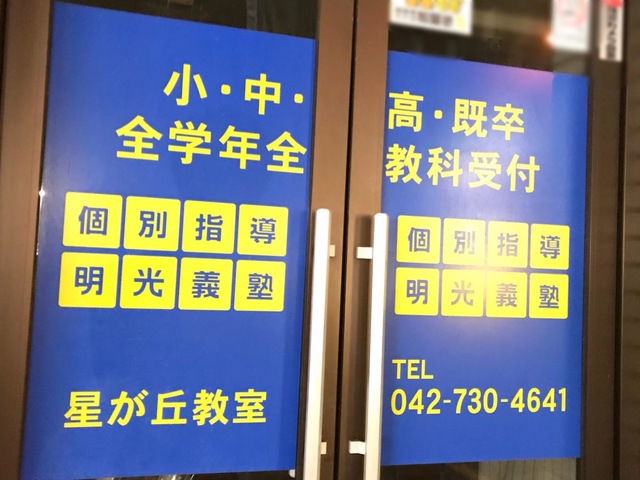 小・中・高・既卒
全学年全教科受付
個別指導
明光義塾
個別指導
明光義塾
星が丘教室
TEL
042-730-4641